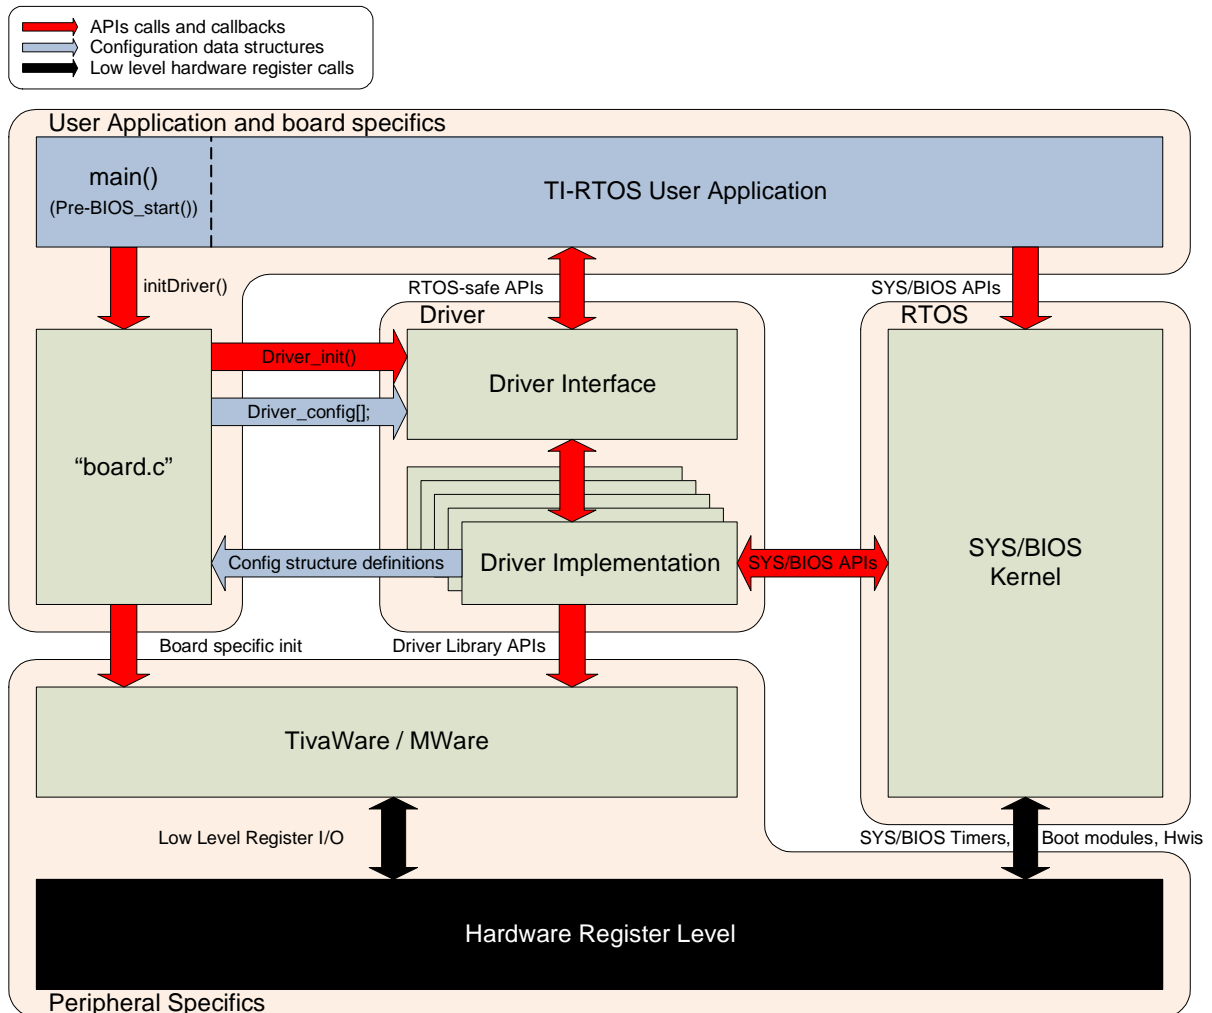 APIs calls and callbacks
Configuration data structures
Low level hardware register calls
User Application and board specifics
main()
(Pre-BIOS_start())
TI-RTOS User Application
initDriver()
RTOS-safe APIs
SYS/BIOS APIs
Driver
RTOS
Driver_init()
Driver Interface
Driver_config[];
“board.c”
Config structure definitions
Driver Implementation
SYS/BIOS APIs
SYS/BIOS
Kernel
Board specific init
Driver Library APIs
TivaWare / MWare
Low Level Register I/O
SYS/BIOS Timers, Boot modules, Hwis
Hardware Register Level
Peripheral Specifics